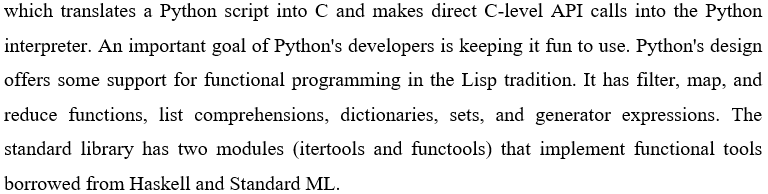 which translates a Python script into C and makes direct C-level API calls into the Python
interpreter. An important goal of Python's developers is keeping it fun to use. Python's design
offers some support for functional programming in the Lisp tradition. It has filter, map, and
reduce functions, list comprehensions, dictionaries, sets, and generator expressions. The
standard library has two modules (itertools and functools) that implement functional tools
borrowed from Haskell and Standard ML.